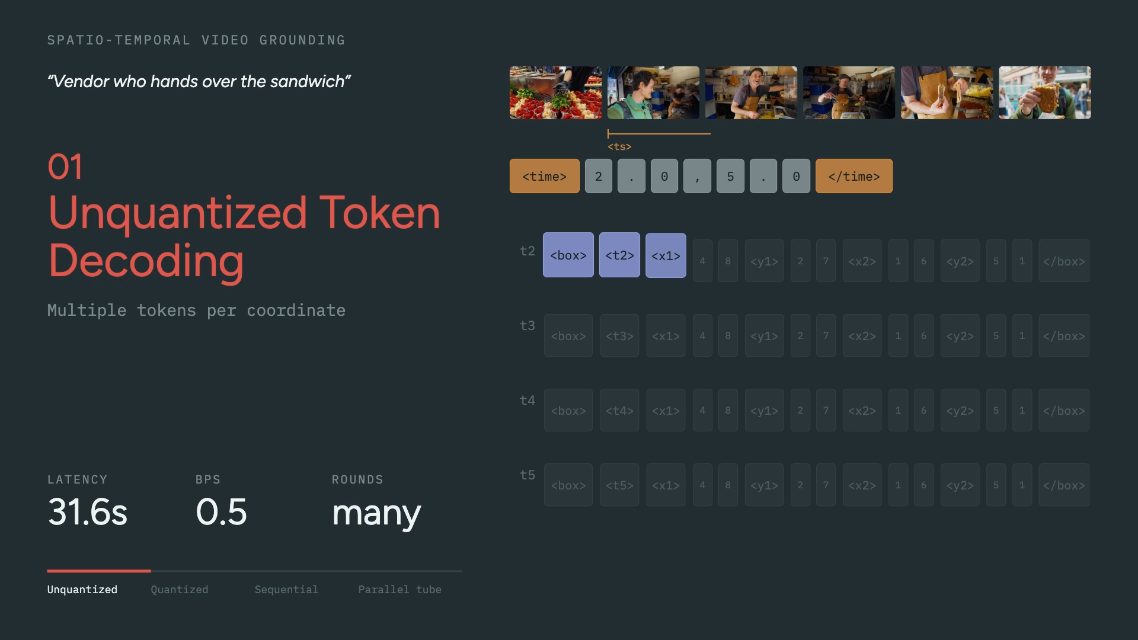 SPATIO-TEMPORAL VIDEO GROUNDING
“Vendor who hands over the sandwich”
01
Unquantized Token
Decoding
Multiple tokens per coordinate
LATENCY BPS ROUNDS
31.6s 0.5 many
Unquantized Quantized Sequential Parallel tube
<ts>
<time> 2 . 0 , 5 . 0 </time>
t2 <box> <t2> <x1> 4 8 <y1> 2 7 <x2> 1 6 <y2> 5 1 </box>
t3 <box> <t3> <x1> 4 8 <y1> 2 7 <x2> 1 6 <y2> 5 1 </box>
t4 <box> <t4> <x1> 4 8 <y1> 2 7 <x2> 1 6 <y2> 5 1 </box>
t5 <box> <t5> <x1> 4 8 <y1> 2 7 <x2> 1 6 <y2> 5 1 </box>